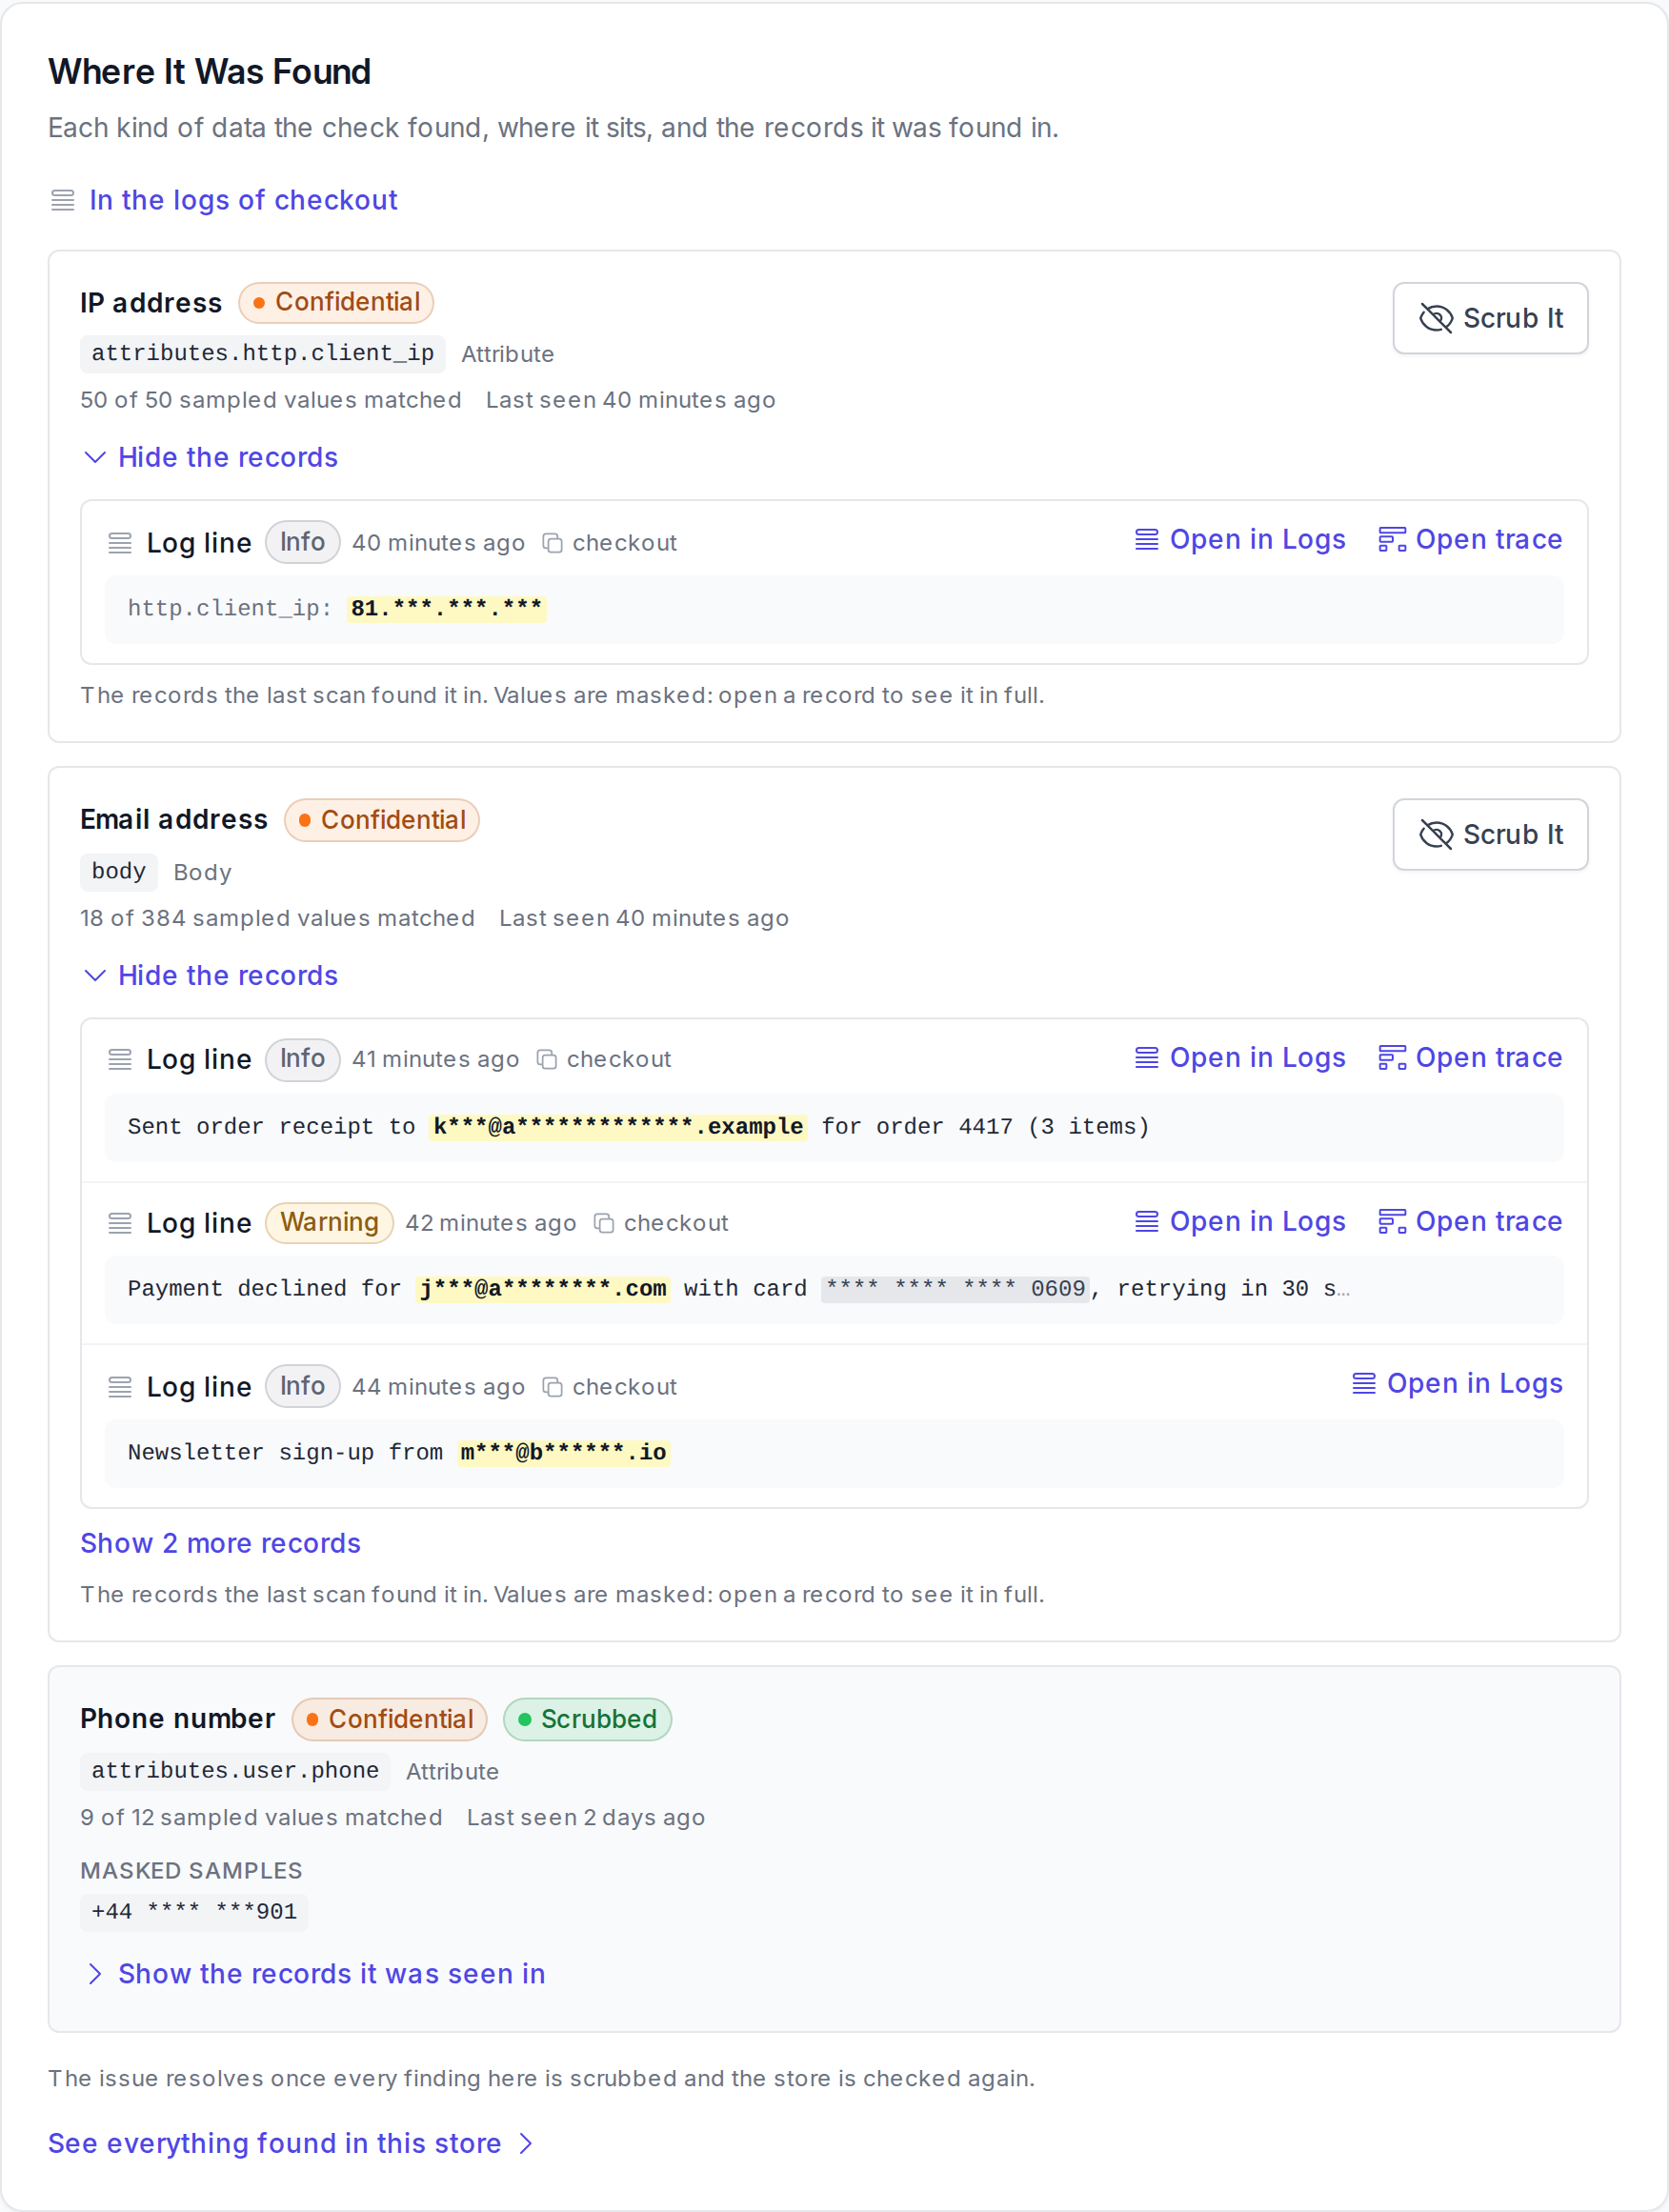 Where It Was Found
Each kind of data the check found, where it sits, and the records it was found in.
In the logs of checkout
IP address Confidential Scrub It
attributes.http.client_ip Attribute
50 of 50 sampled values matched Last seen 40 minutes ago
Hide the records
Log line Info 40 minutes ago checkout Open in Logs Open trace
http.client_ip: 81.***.***.***
The records the last scan found it in. Values are masked: open a record to see it in full.
Email address Confidential Scrub It
body Body
18 of 384 sampled values matched Last seen 40 minutes ago
Hide the records
Log line Info 41 minutes ago checkout Open in Logs Open trace
Sent order receipt to k***@a*************.example for order 4417 (3 items)
Log line Warning 42 minutes ago checkout Open in Logs Open trace
Payment declined for j***@a********.com with card **** **** **** 0609, retrying in 30 s…
Log line Info 44 minutes ago checkout Open in Logs
Newsletter sign-up from m***@b******.io
Show 2 more records
The records the last scan found it in. Values are masked: open a record to see it in full.
Phone number Confidential Scrubbed
attributes.user.phone Attribute
9 of 12 sampled values matched Last seen 2 days ago
MASKED SAMPLES
+44 **** ***901
Show the records it was seen in
The issue resolves once every finding here is scrubbed and the store is checked again.
See everything found in this store